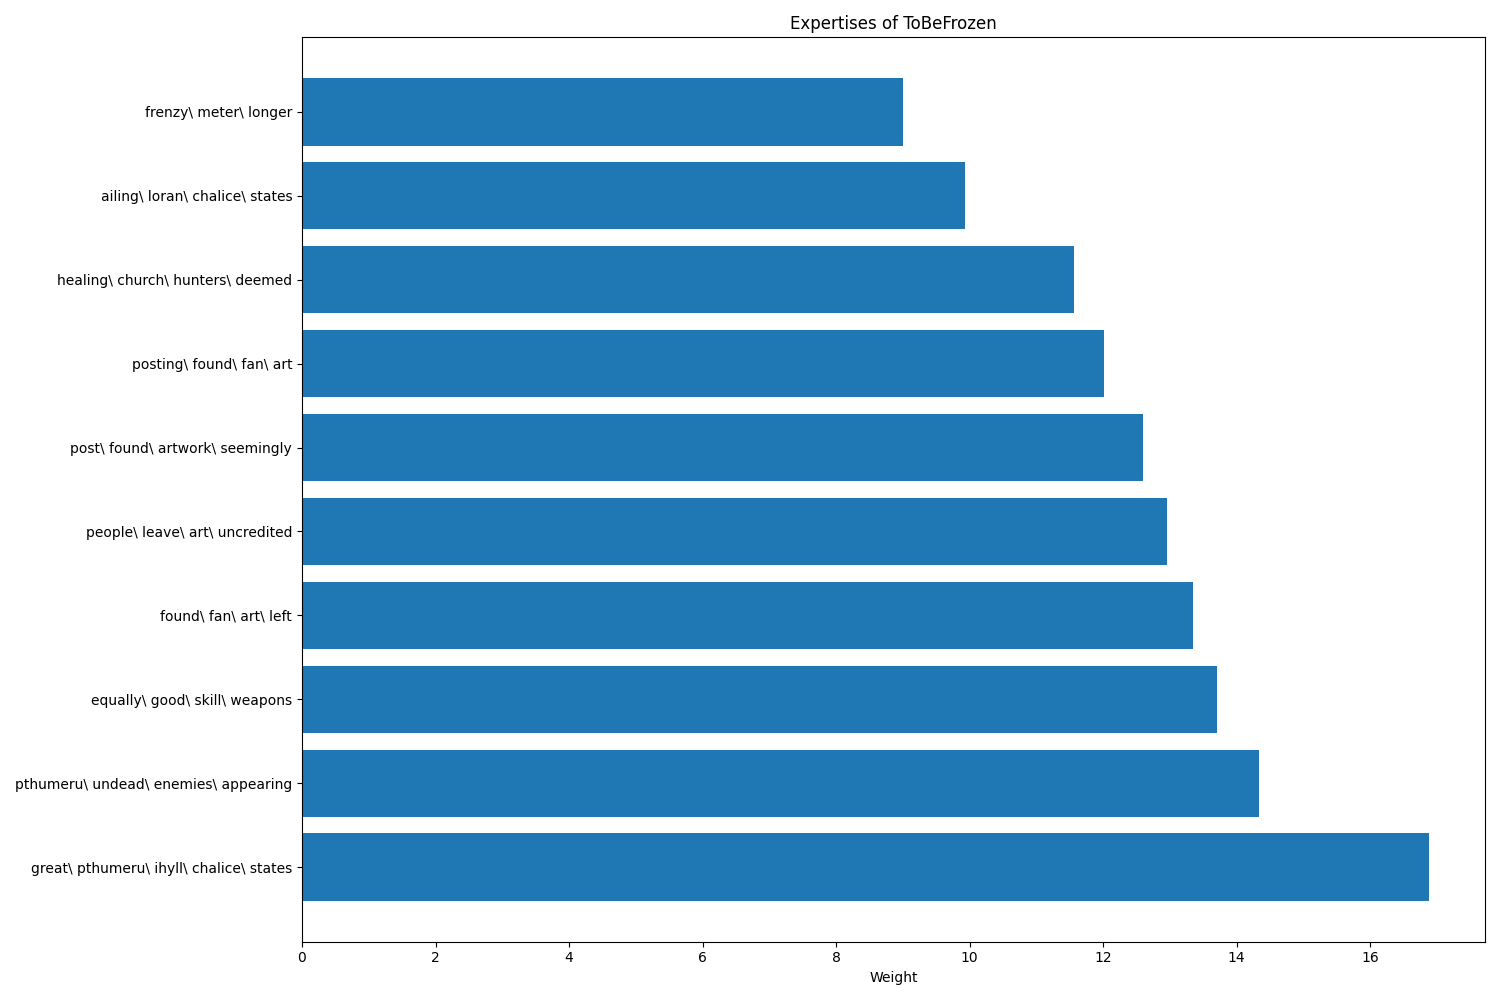 Expertises of ToBeFrozen
frenzy\ meter\ longer
ailing\ loran\ chalice\ states
healing\ church\ hunters\ deemed
posting\ found\ fan\ art
post\ found\ artwork\ seemingly
people\ leave\ art\ uncredited
found\ fan\ art\ left
equally\ good\ skill\ weapons
pthumeru\ undead\ enemies\ appearing
great\ pthumeru\ ihyll\ chalice\ states
0 2 4 6 8 10 12 14 16
Weight